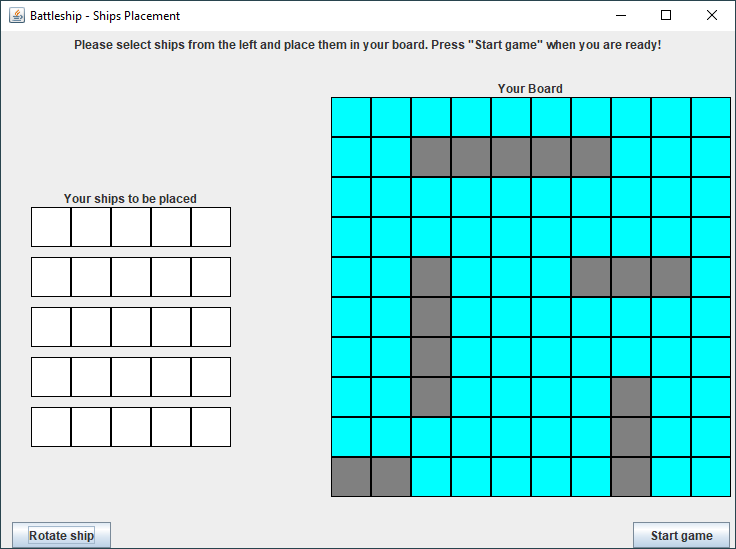 Battleship - Ships Placement
Please select ships from the left and place them in your board. Press "Start game" when you are ready!
Your Board
Your ships to be placed
Rotate ship
Start game